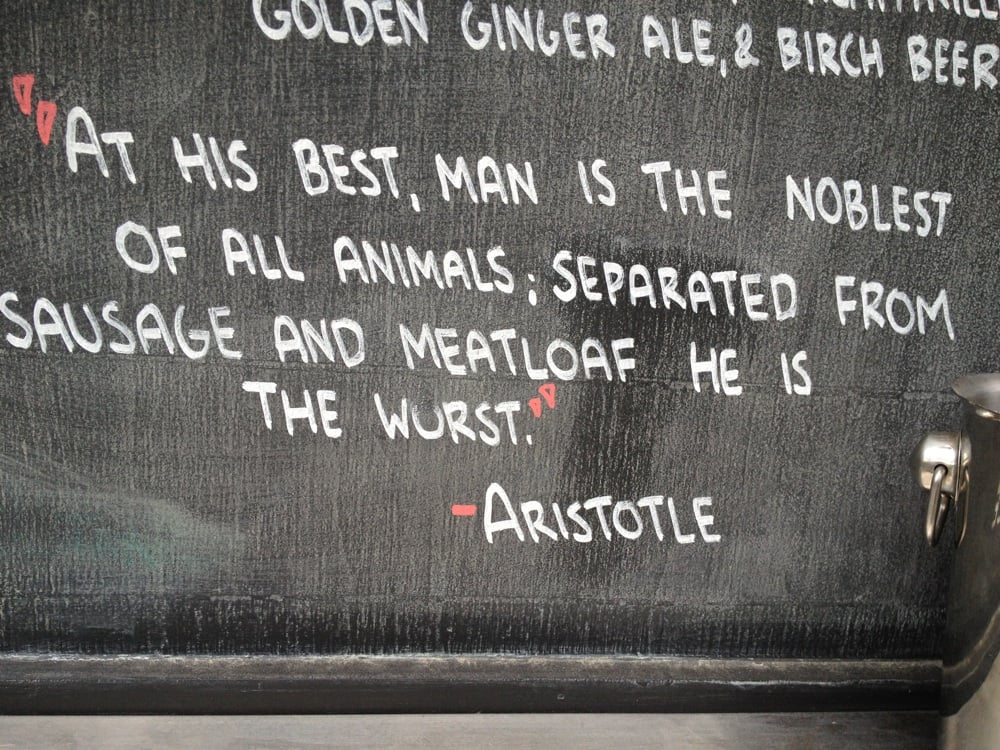 GOLDEN GINGER ALE, & BIRCH BEER
"AT HIS BEST, MAN IS THE NOBLEST
OF ALL ANIMALS; SEPARATED FROM
SAUSAGE AND MEATLOAF HE IS
THE WURST."
-ARISTOTLE